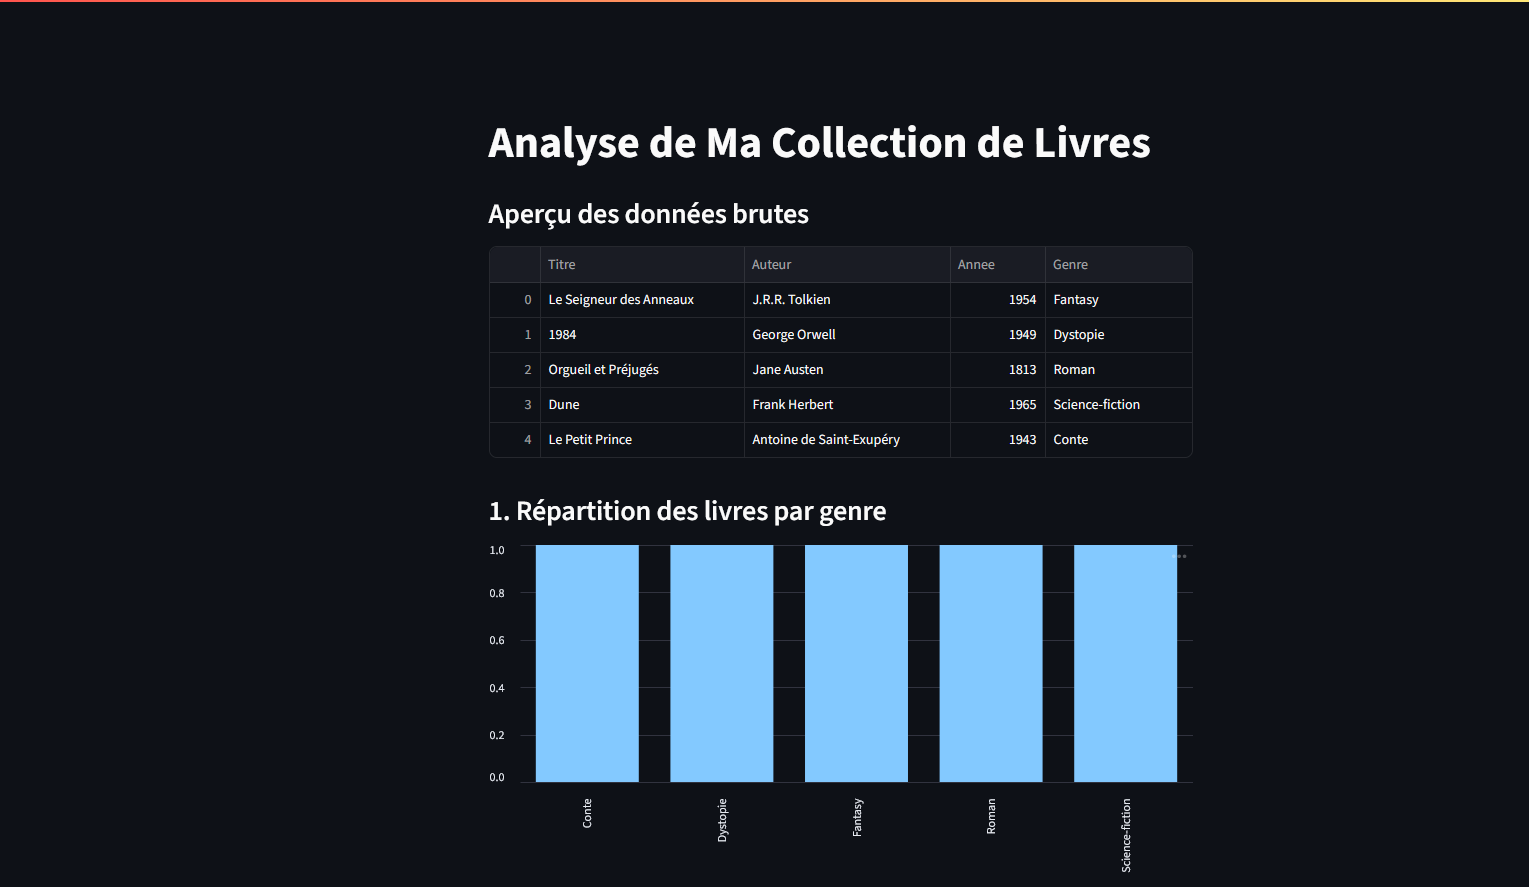 Analyse de Ma Collection de Livres
Aperçu des données brutes
Titre Auteur Annee Genre
0 Le Seigneur des Anneaux J.R.R. Tolkien 1954 Fantasy
1 1984 George Orwell 1949 Dystopie
2 Orgueil et Préjugés Jane Austen 1813 Roman
3 Dune Frank Herbert 1965 Science-fiction
4 Le Petit Prince Antoine de Saint-Exupéry 1943 Conte
1. Répartition des livres par genre
1.0
0.8
0.6
0.4
0.2
0.0
Conte Dystopie Fantasy Roman Science-fiction